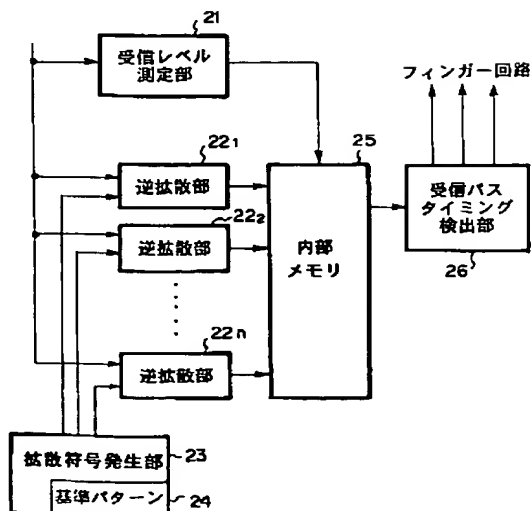 21
受信レベル
測定部
フィンガー回路
22₁
逆拡散部
25
内部
メモリ
受信パス
タイミング
検出部
26
22₂
逆拡散部
22n
逆拡散部
拡散符号発生部
23
基準パターン
24